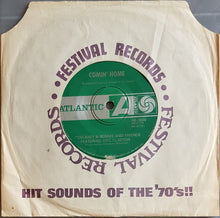 • FESTIVAL RECORDS •
FESTIVAL RECORDS
COMIN' HOME
ATLANTIC
DELANEY & BONNIE AND FRIENDS
FEATURING ERIC CLAPTON
HIT SOUNDS OF THE '70's!!